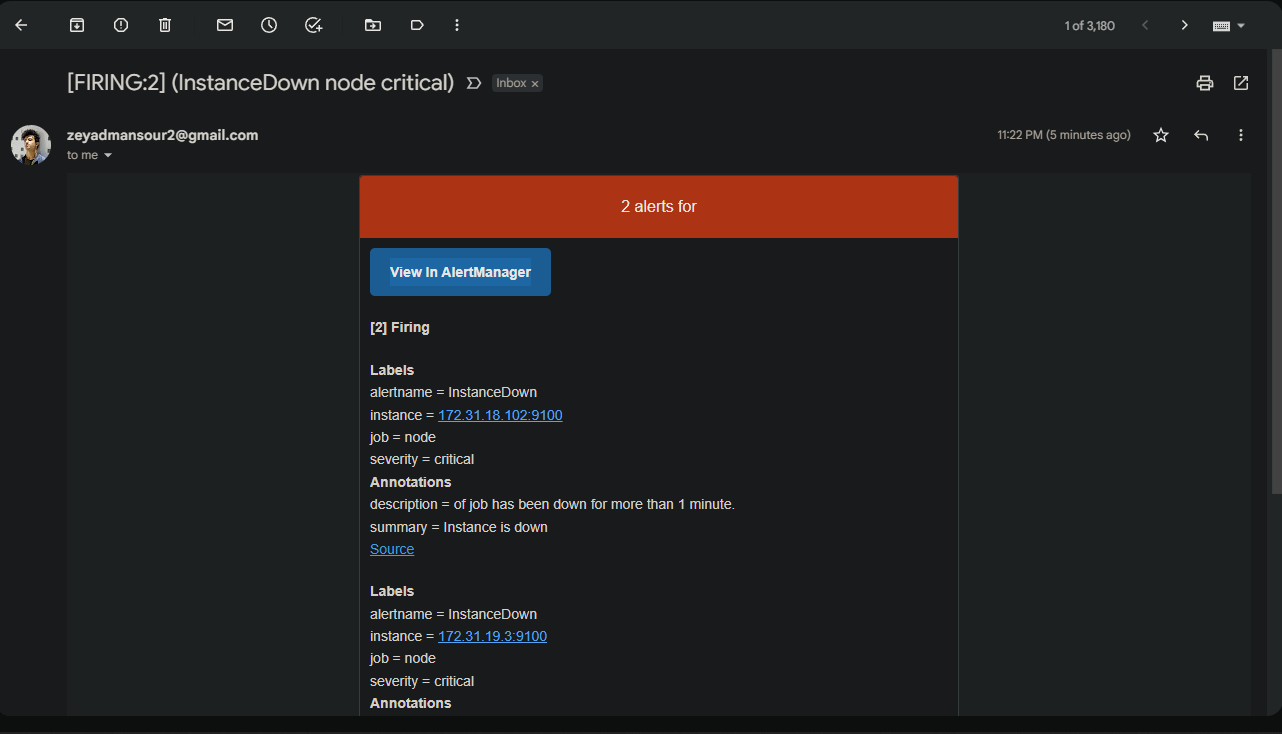 1 of 3,180
[FIRING:2] (InstanceDown node critical) Inbox ×
zeyadmansour2@gmail.com 11:22 PM (5 minutes ago)
to me
2 alerts for
View In AlertManager
[2] Firing
Labels
alertname = InstanceDown
instance = 172.31.18.102:9100
job = node
severity = critical
Annotations
description = of job has been down for more than 1 minute.
summary = Instance is down
Source
Labels
alertname = InstanceDown
instance = 172.31.19.3:9100
job = node
severity = critical
Annotations